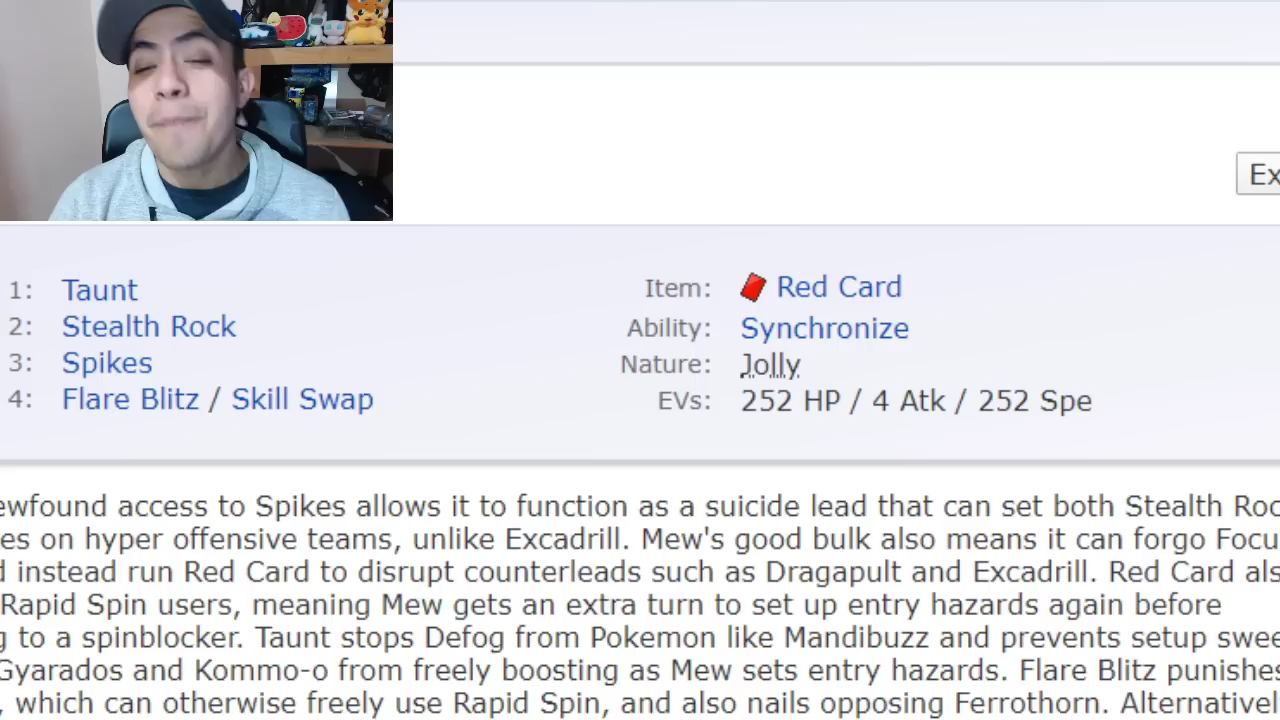 Ex
1: Taunt
Item: Red Card
2: Stealth Rock
Ability: Synchronize
3: Spikes
Nature: Jolly
4: Flare Blitz / Skill Swap
EVs: 252 HP / 4 Atk / 252 Spe
ewfound access to Spikes allows it to function as a suicide lead that can set both Stealth Roc
es on hyper offensive teams, unlike Excadrill. Mew's good bulk also means it can forgo Focu
d instead run Red Card to disrupt counterleads such as Dragapult and Excadrill. Red Card als
Rapid Spin users, meaning Mew gets an extra turn to set up entry hazards again before
g to a spinblocker. Taunt stops Defog from Pokemon like Mandibuzz and prevents setup swee
Gyarados and Kommo-o from freely boosting as Mew sets entry hazards. Flare Blitz punishes
, which can otherwise freely use Rapid Spin, and also nails opposing Ferrothorn. Alternativel